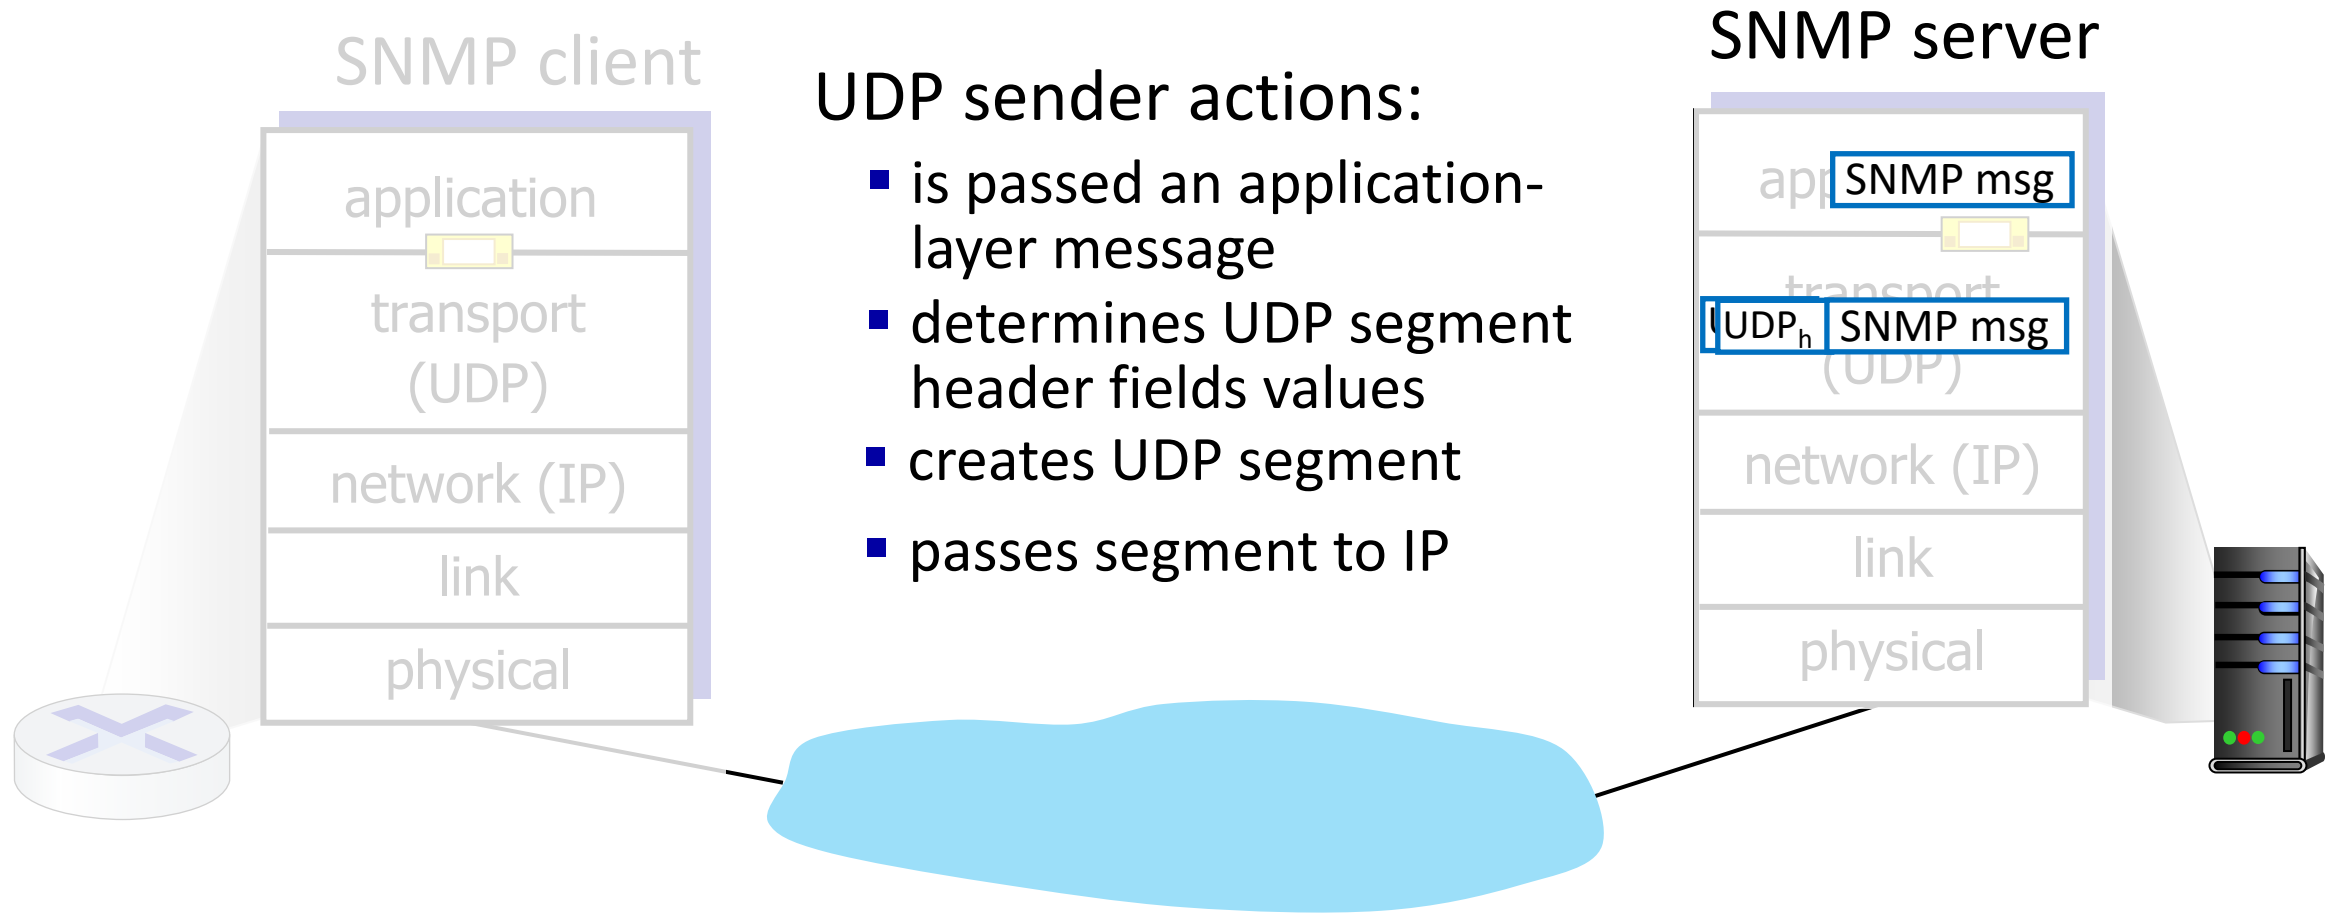 SNMP client
application
transport
(UDP)
network (IP)
link
physical
UDP sender actions:
▪ is passed an application-
layer message
▪ determines UDP segment
header fields values
▪ creates UDP segment
▪ passes segment to IP
SNMP server
SNMP msg
transport
UDPh SNMP msg
(UDP)
network (IP)
link
physical